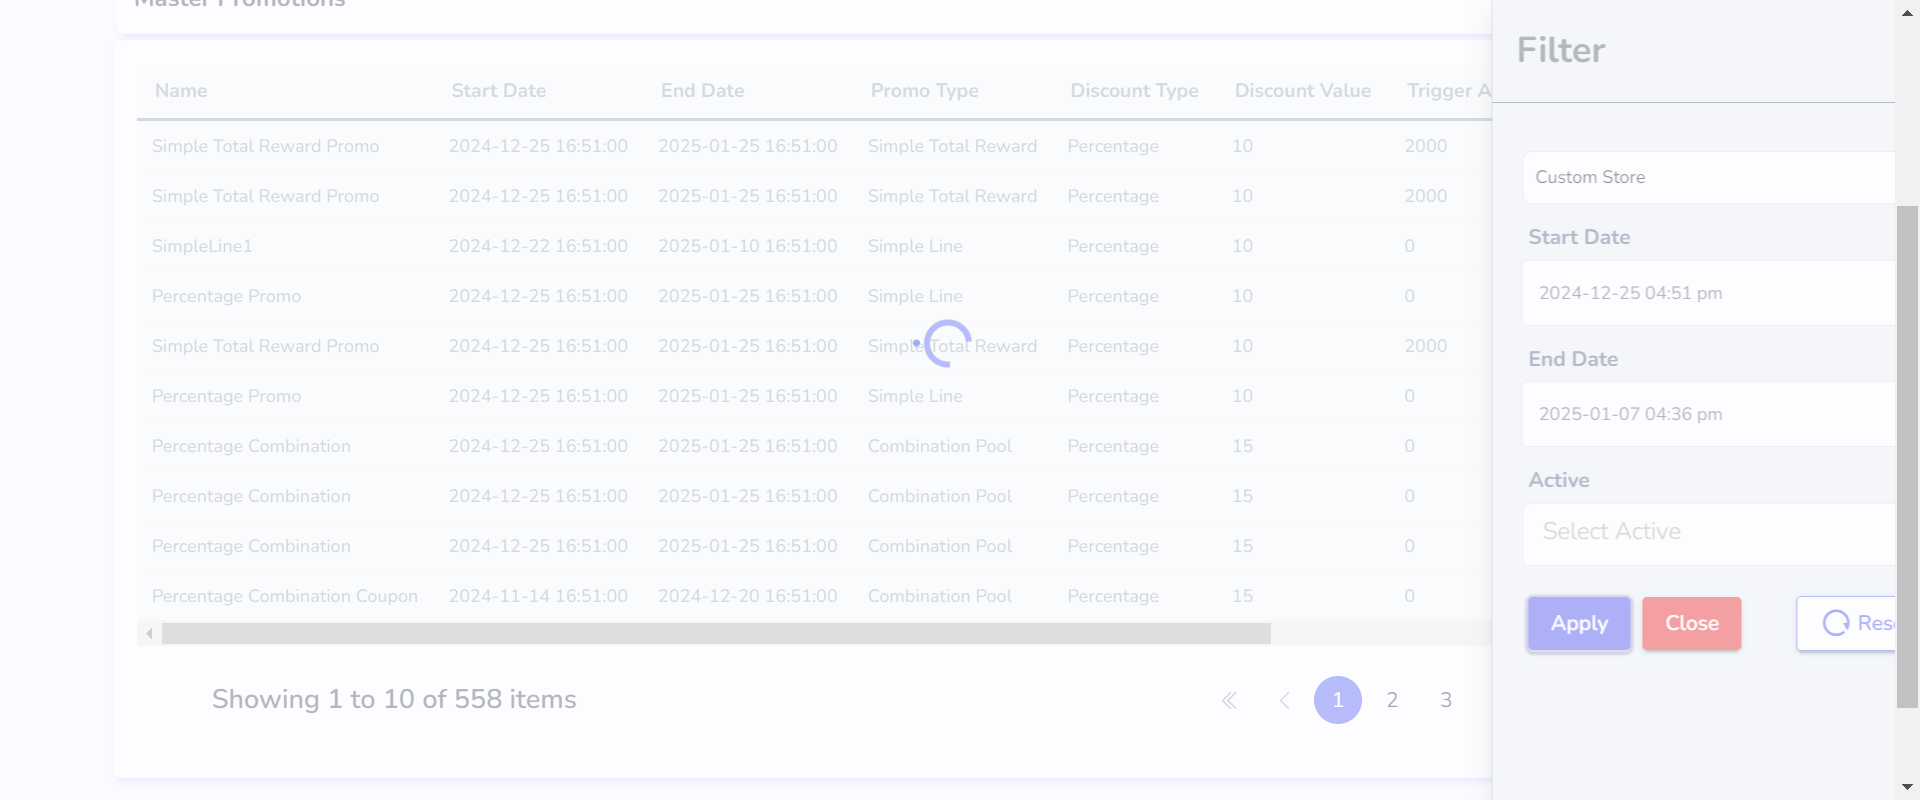 Master Promotions
Name Start Date End Date Promo Type Discount Type Discount Value Trigger A
Simple Total Reward Promo 2024-12-25 16:51:00 2025-01-25 16:51:00 Simple Total Reward Percentage 10 2000
Simple Total Reward Promo 2024-12-25 16:51:00 2025-01-25 16:51:00 Simple Total Reward Percentage 10 2000
SimpleLine1 2024-12-22 16:51:00 2025-01-10 16:51:00 Simple Line Percentage 10 0
Percentage Promo 2024-12-25 16:51:00 2025-01-25 16:51:00 Simple Line Percentage 10 0
Simple Total Reward Promo 2024-12-25 16:51:00 2025-01-25 16:51:00 Simple Total Reward Percentage 10 2000
Percentage Promo 2024-12-25 16:51:00 2025-01-25 16:51:00 Simple Line Percentage 10 0
Percentage Combination 2024-12-25 16:51:00 2025-01-25 16:51:00 Combination Pool Percentage 15 0
Percentage Combination 2024-12-25 16:51:00 2025-01-25 16:51:00 Combination Pool Percentage 15 0
Percentage Combination 2024-12-25 16:51:00 2025-01-25 16:51:00 Combination Pool Percentage 15 0
Percentage Combination Coupon 2024-11-14 16:51:00 2024-12-20 16:51:00 Combination Pool Percentage 15 0
Showing 1 to 10 of 558 items
1 2 3
Filter
Custom Store
Start Date
2024-12-25 04:51 pm
End Date
2025-01-07 04:36 pm
Active
Select Active
Apply Close Rese